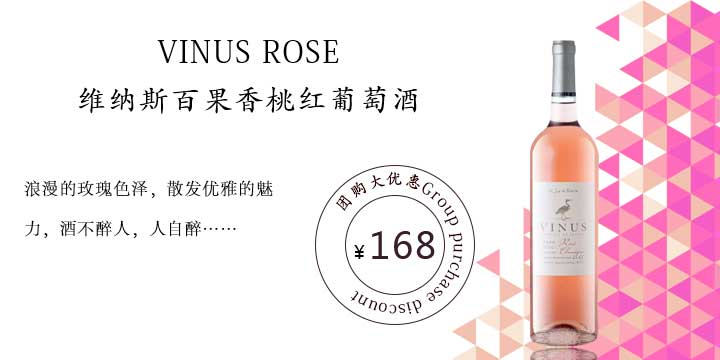 VINUS ROSE
维纳斯百果香桃红葡萄酒
浪漫的玫瑰色泽，散发优雅的魅
力，酒不醉人，人自醉……
团购大优惠Group purchase discount
¥168
VINUS